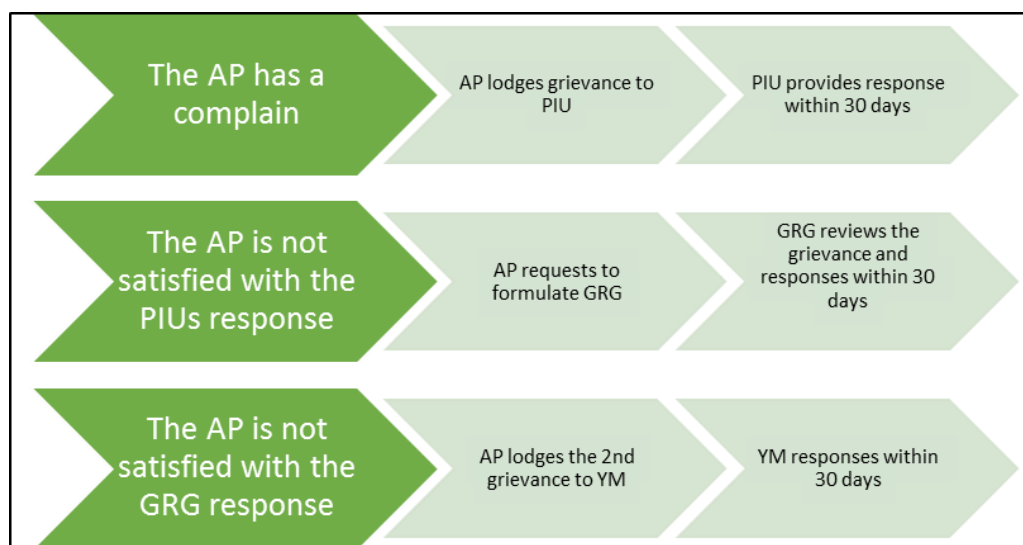 The AP has a
complain
AP lodges grievance to
PIU
PIU provides response
within 30 days
The AP is not
satisfied with the
PIUs response
AP requests to
formulate GRG
GRG reviews the
grievance and
responses within 30
days
The AP is not
satisfied with the
GRG response
AP lodges the 2nd
grievance to YM
YM responses within
30 days